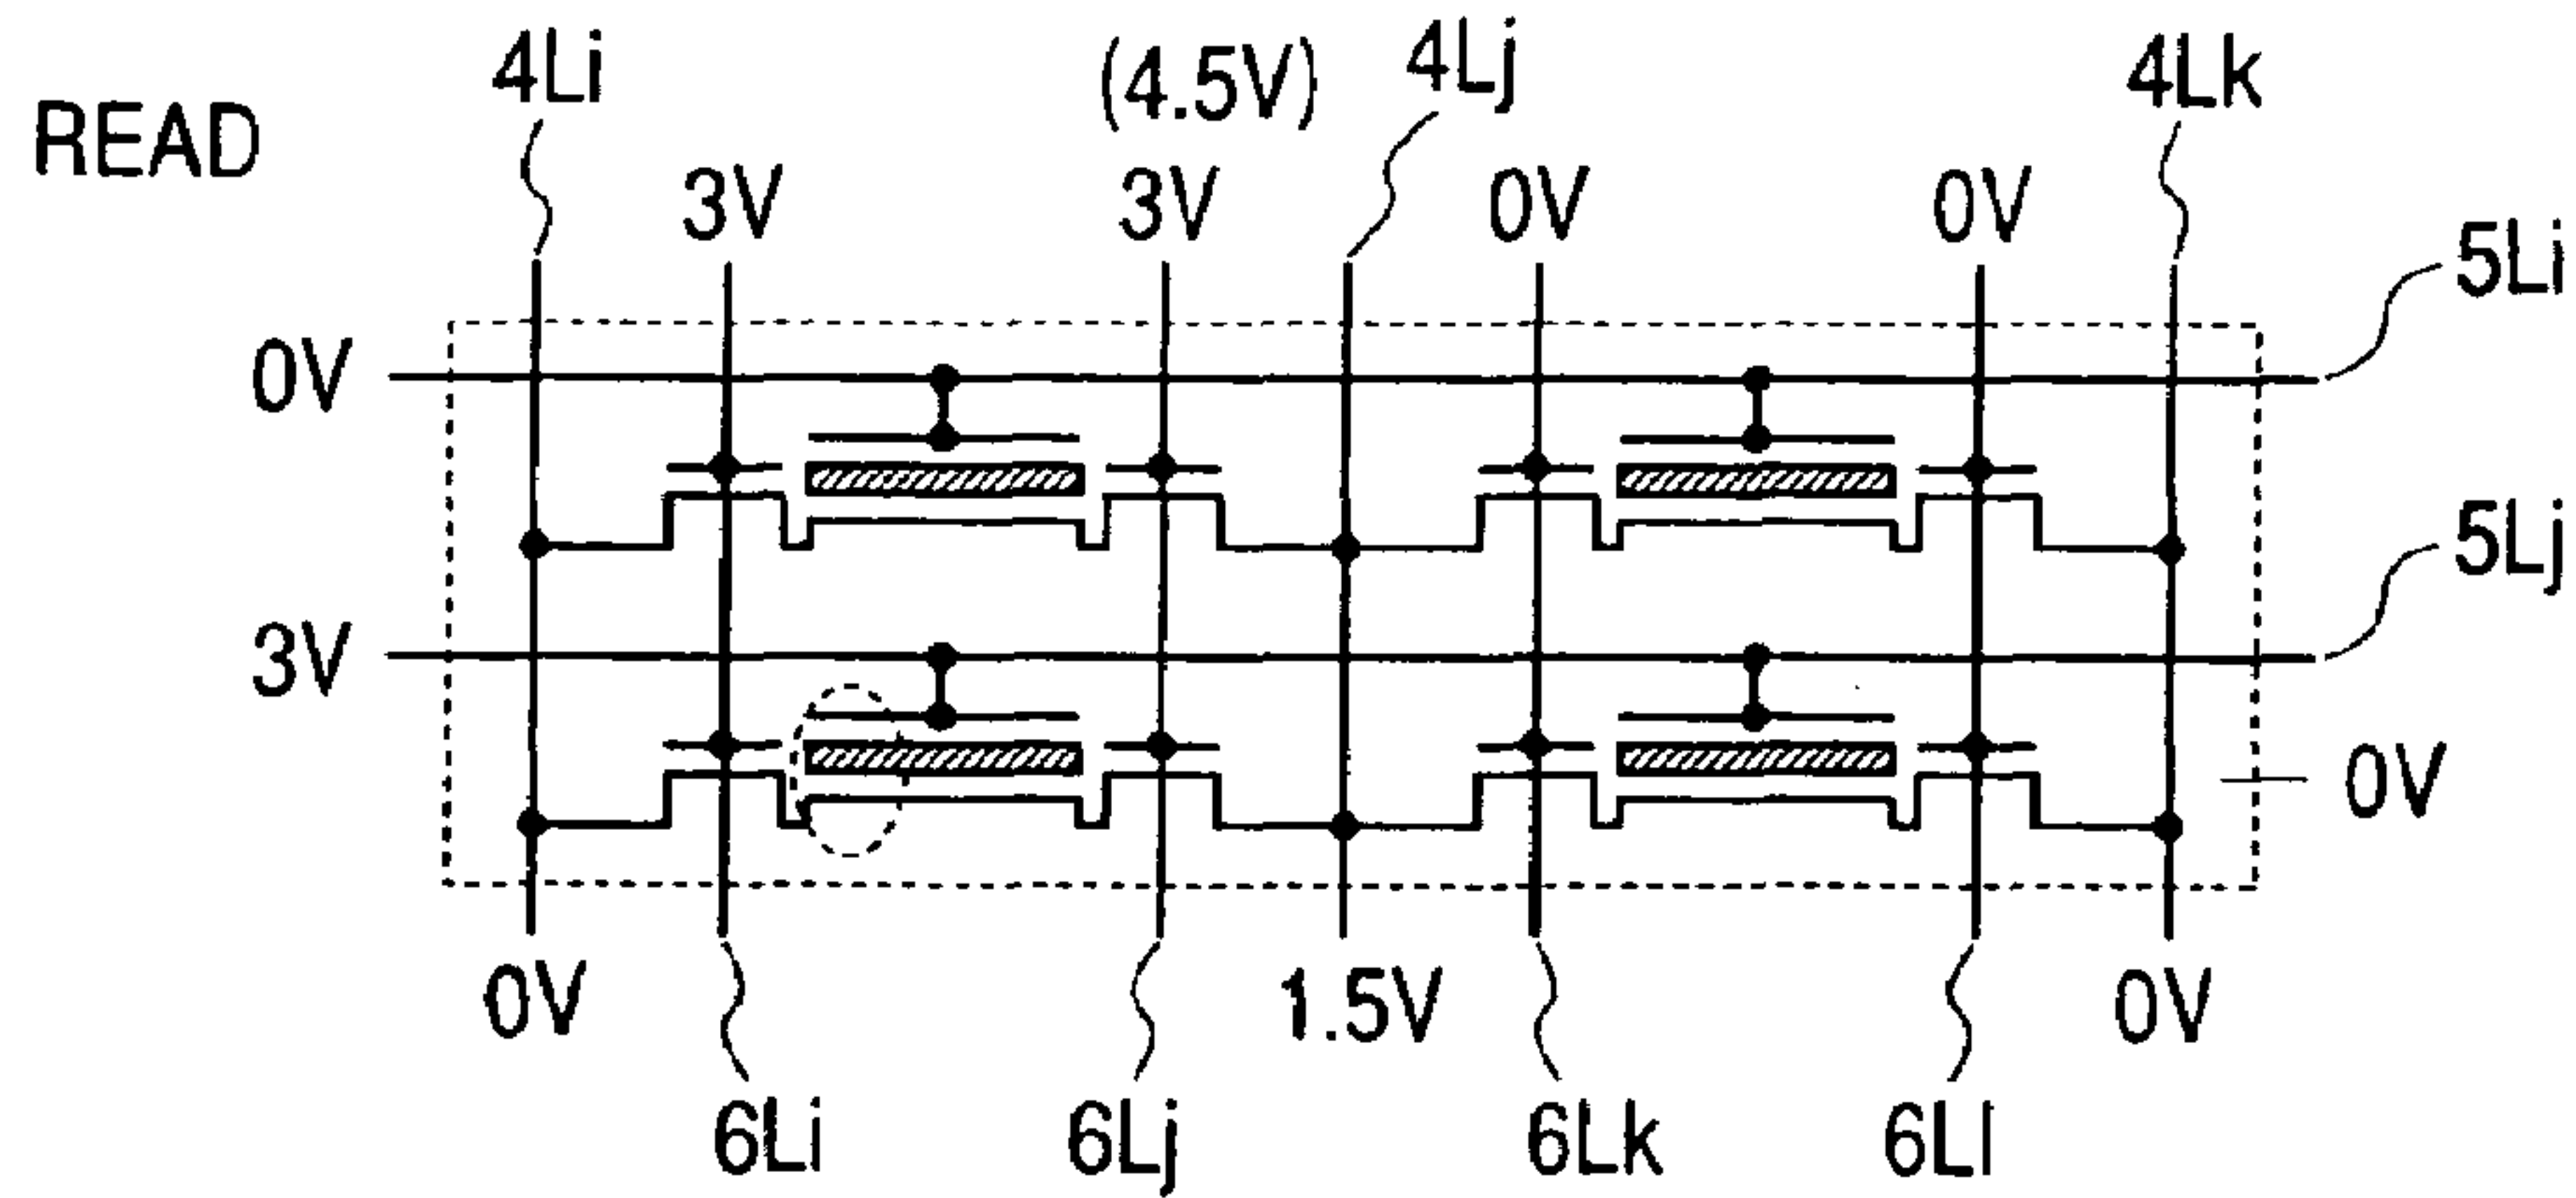 READ
4Li
(4.5V)
4Lj
4Lk
3V
3V
0V
0V
5Li
0V
5Lj
3V
0V
0V
1.5V
0V
6Li
6Lj
6Lk
6Ll